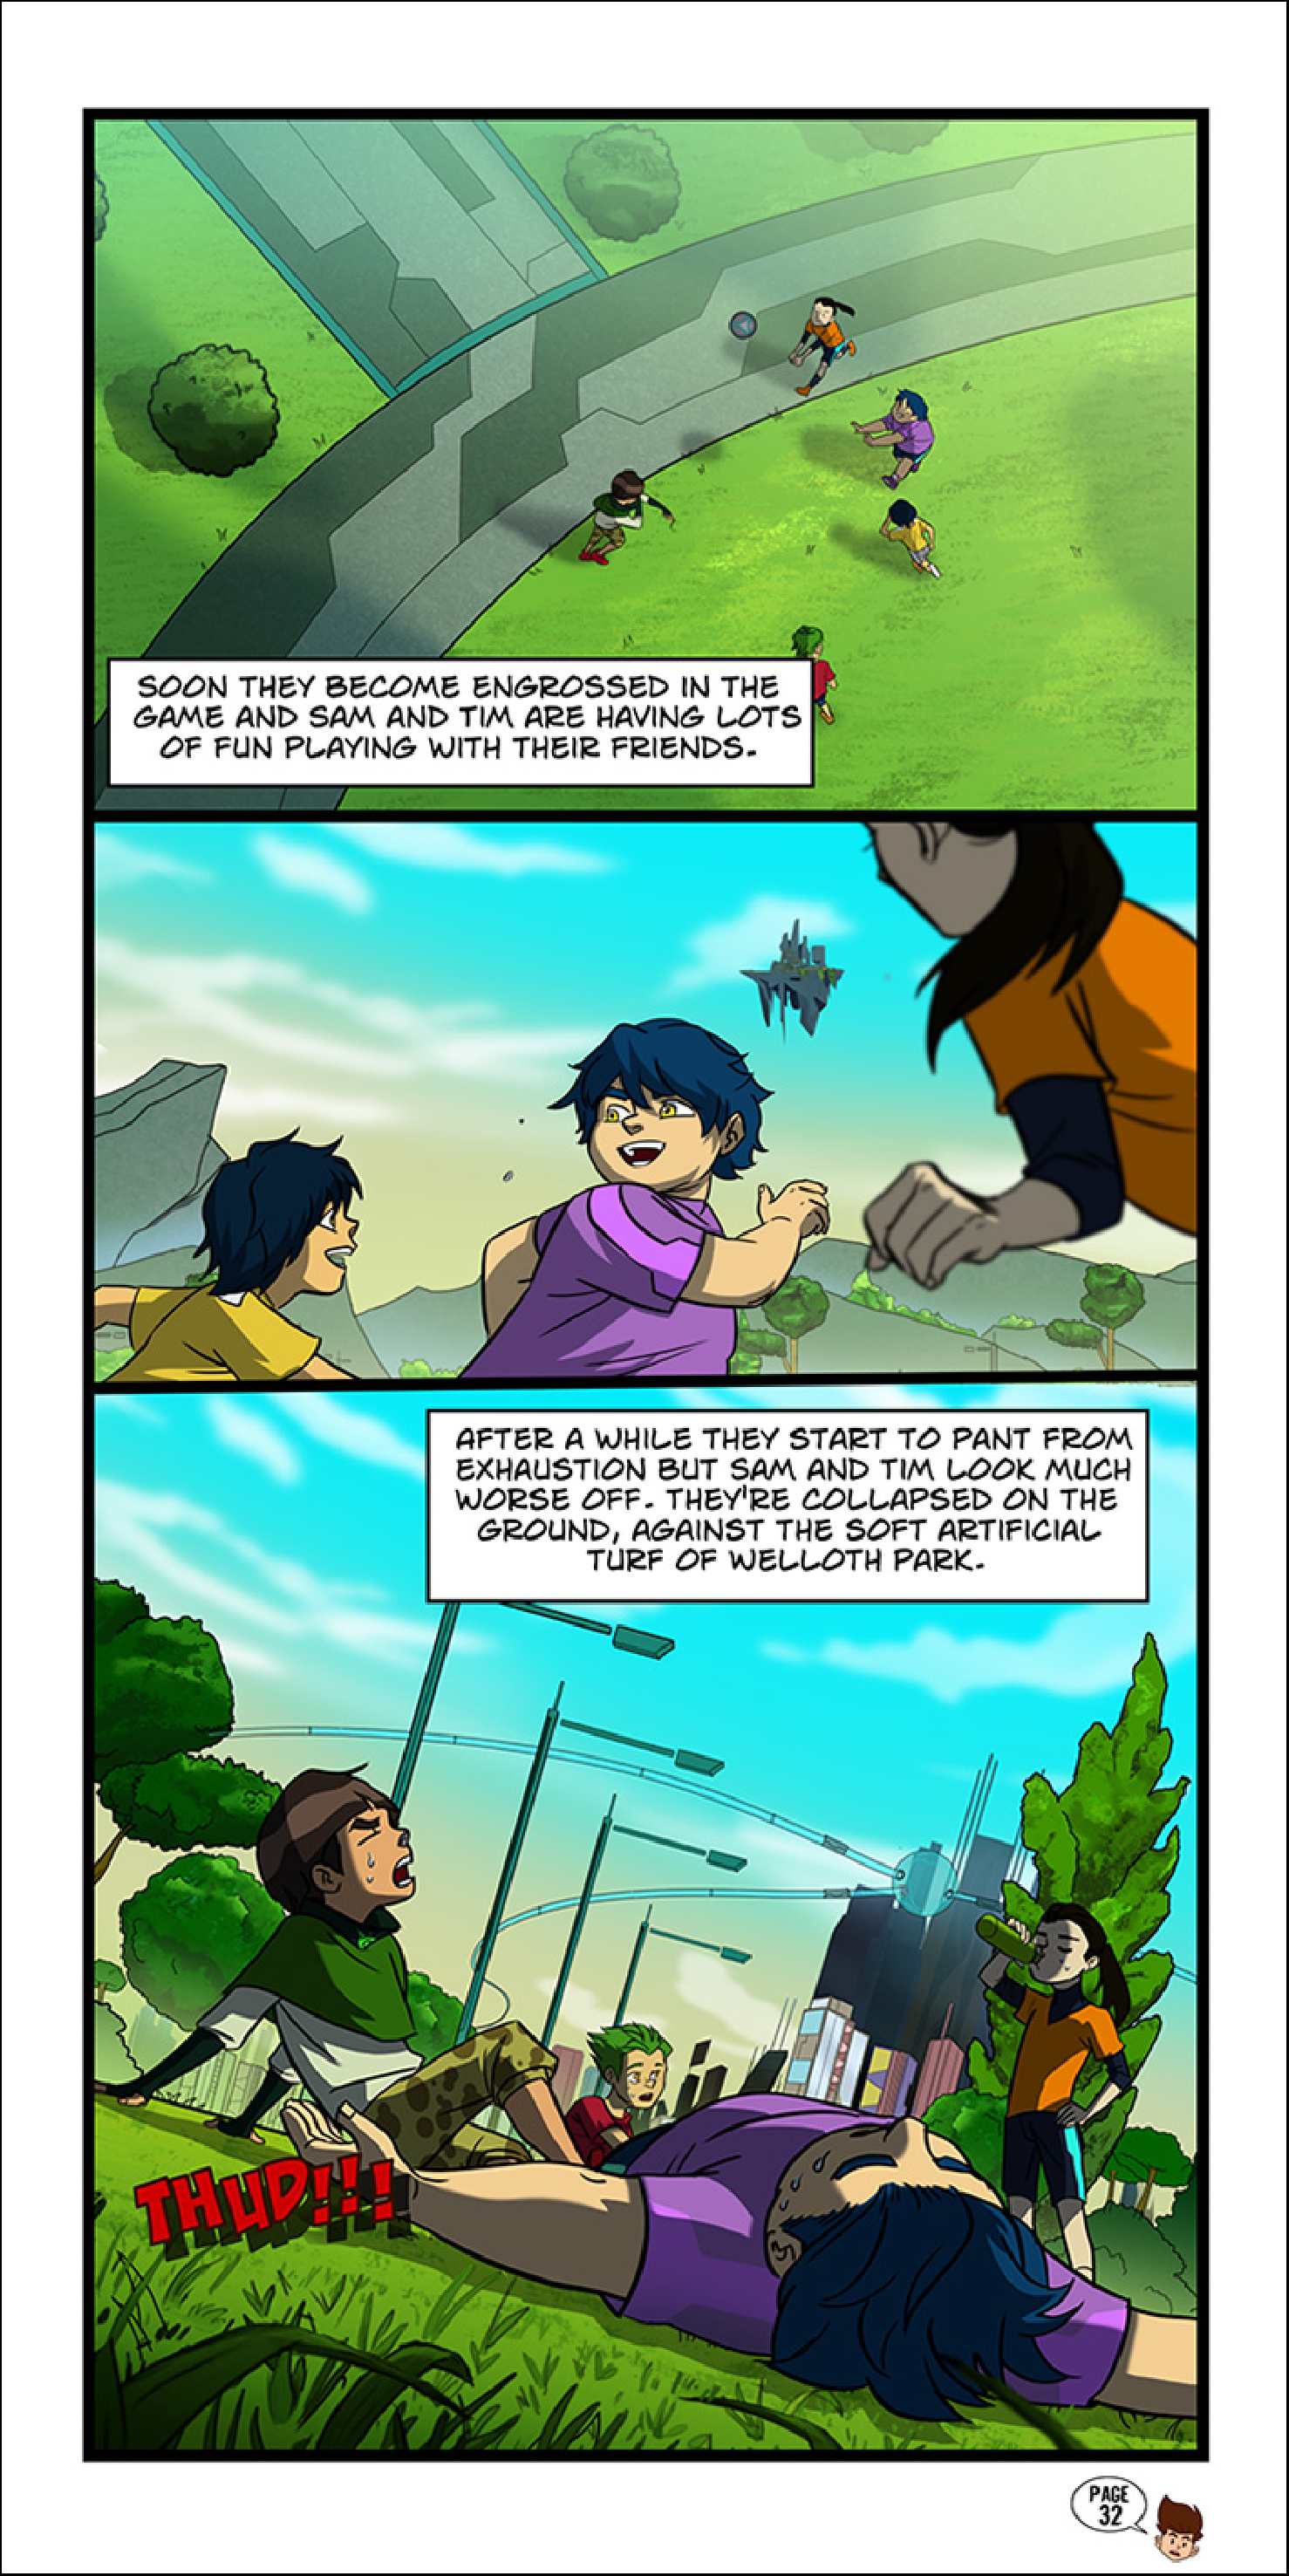 SOON THEY BECOME ENGROSSED IN THE
GAME AND SAM AND TIM ARE HAVING LOTS
OF FUN PLAYING WITH THEIR FRIENDS.
AFTER A WHILE THEY START TO PANT FROM
EXHAUSTION BUT SAM AND TIM LOOK MUCH
WORSE OFF. THEY'RE COLLAPSED ON THE
GROUND, AGAINST THE SOFT ARTIFICIAL
TURF OF WELLOTH PARK.
THUD!!!
PAGE
32